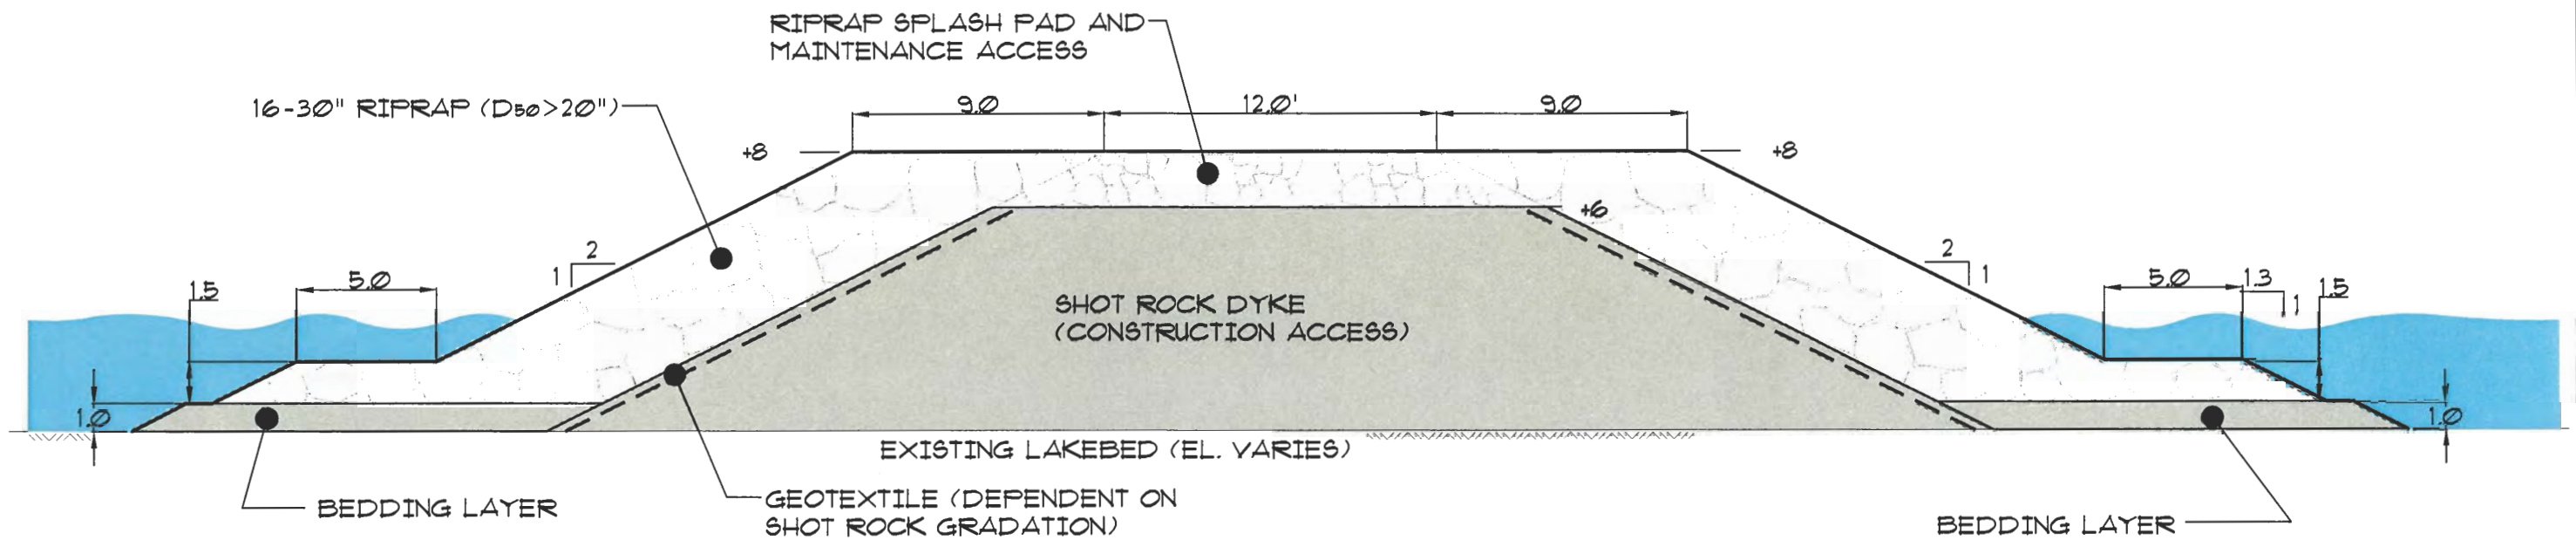 RIPRAP SPLASH PAD AND
MAINTENANCE ACCESS
16-30" RIPRAP (D50>20")
9.0
12.0'
9.0
+8
+8
+6
2
1
2
1
1.5
5.0
5.0
1.3
1
1.5
SHOT ROCK DYKE
(CONSTRUCTION ACCESS)
1.0
1.0
EXISTING LAKEBED (EL. VARIES)
BEDDING LAYER
GEOTEXTILE (DEPENDENT ON
SHOT ROCK GRADATION)
BEDDING LAYER